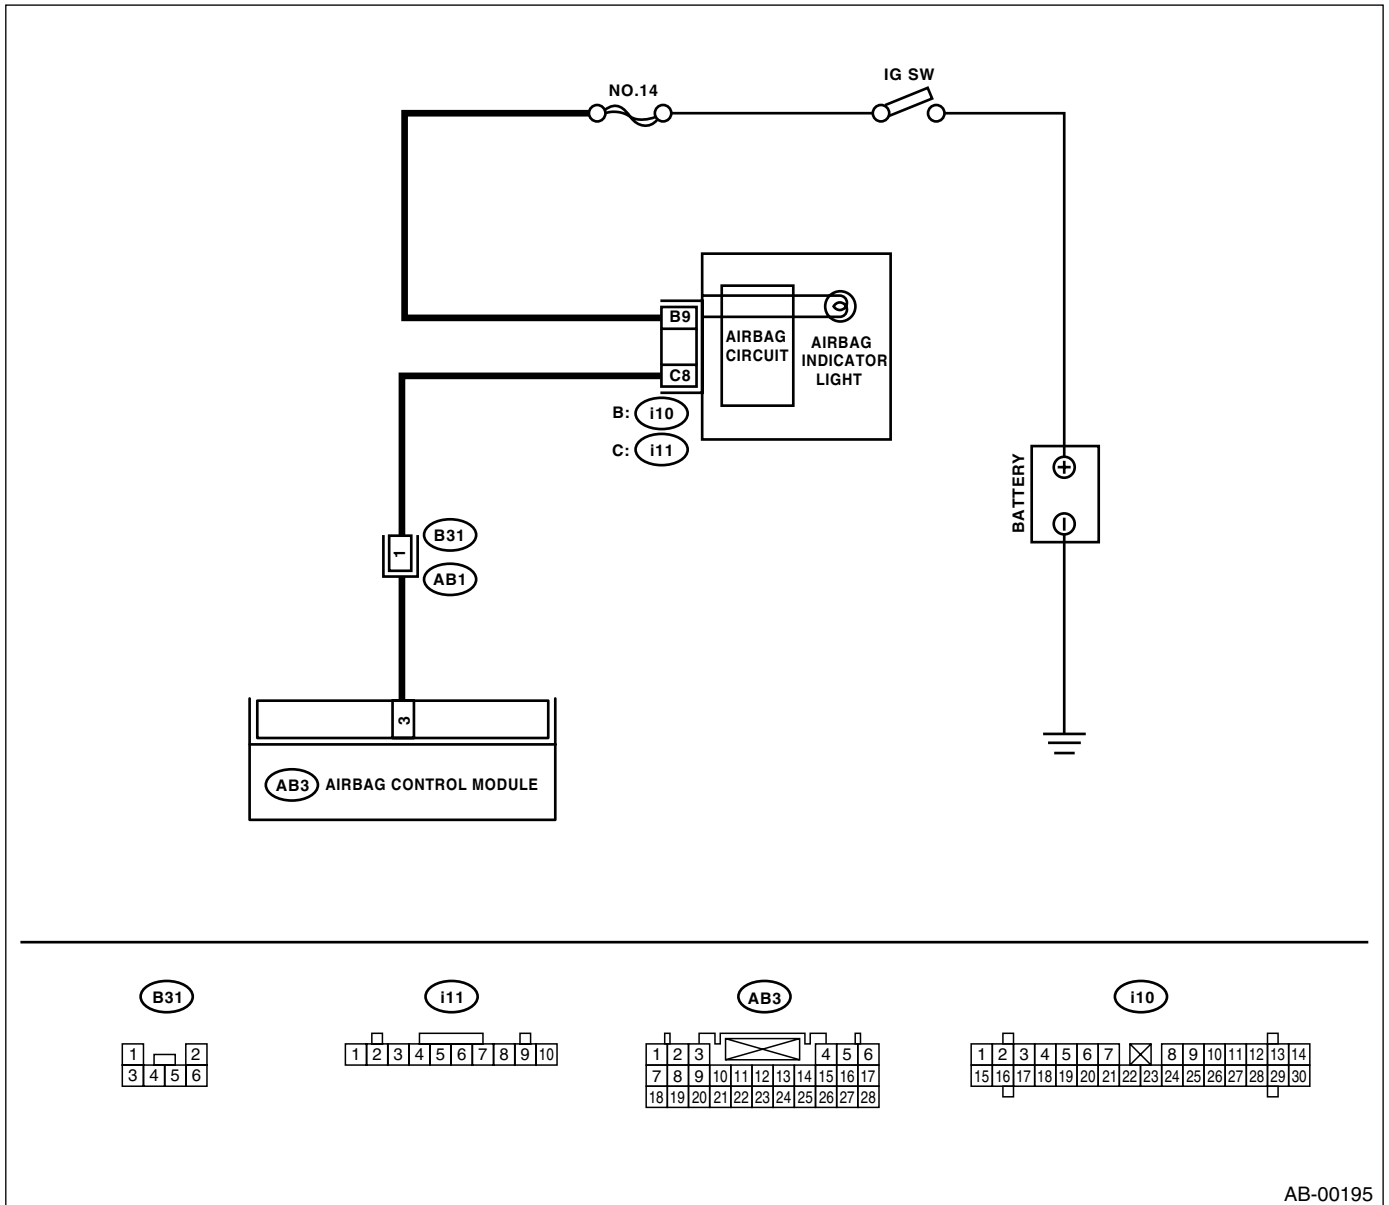 NO.14
IG SW
B9
C8
AIRBAG
CIRCUIT
AIRBAG
INDICATOR
LIGHT
B: i10
C: i11
BATTERY
+
−
1
B31
AB1
3
AB3 AIRBAG CONTROL MODULE
B31
1 2
3 4 5 6
i11
1 2 3 4 5 6 7 8 9 10
AB3
1 2 3 4 5 6
7 8 9 10 11 12 13 14 15 16 17
18 19 20 21 22 23 24 25 26 27 28
i10
1 2 3 4 5 6 7 8 9 10 11 12 13 14
15 16 17 18 19 20 21 22 23 24 25 26 27 28 29 30
AB-00195